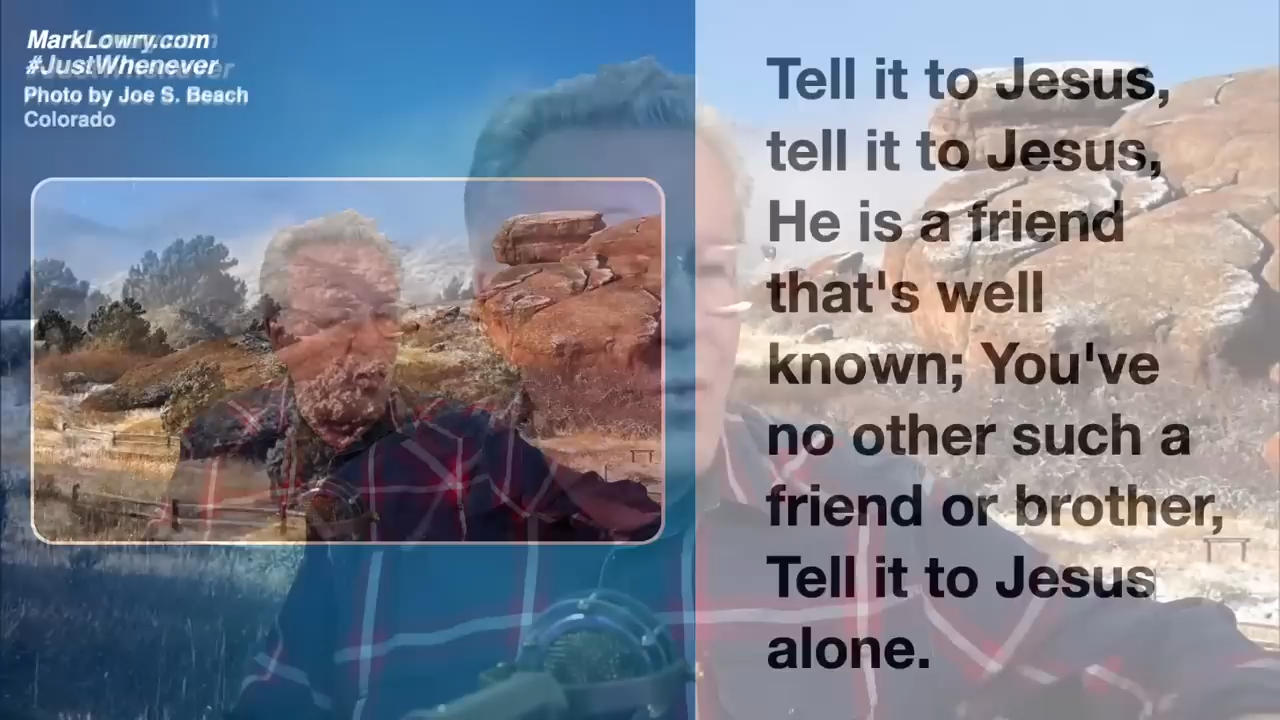 MarkLowry.com
#JustWhenever
Photo by Joe S. Beach
Colorado
Tell it to Jesus,
tell it to Jesus,
He is a friend
that's well
known; You've
no other such a
friend or brother,
Tell it to Jesus
alone.